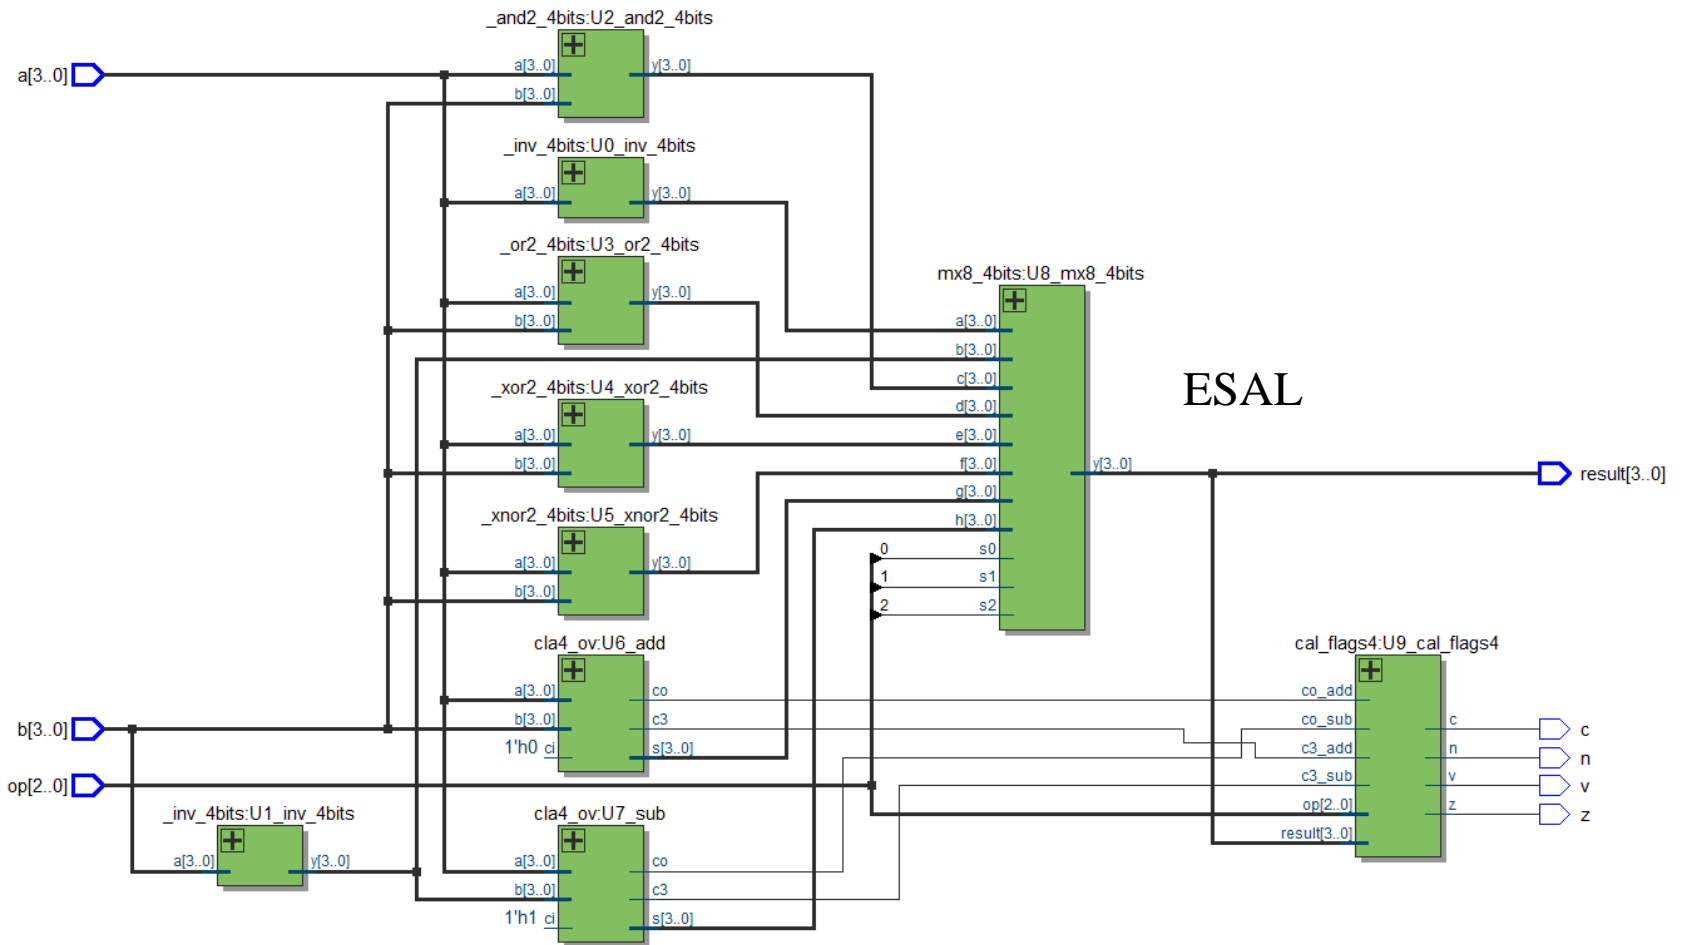 _and2_4bits:U2_and2_4bits
a[3..0]
a[3..0]
y[3..0]
b[3..0]
_inv_4bits:U0_inv_4bits
a[3..0]
y[3..0]
_or2_4bits:U3_or2_4bits
a[3..0]
y[3..0]
b[3..0]
mx8_4bits:U8_mx8_4bits
a[3..0]
b[3..0]
c[3..0]
d[3..0]
e[3..0]
f[3..0]
g[3..0]
h[3..0]
0
s0
1
s1
2
s2
y[3..0]
ESAL
result[3..0]
_xor2_4bits:U4_xor2_4bits
a[3..0]
y[3..0]
b[3..0]
_xnor2_4bits:U5_xnor2_4bits
a[3..0]
y[3..0]
b[3..0]
cla4_ov:U6_add
a[3..0]
co
b[3..0]
c3
1'h0
ci
s[3..0]
b[3..0]
op[2..0]
_inv_4bits:U1_inv_4bits
a[3..0]
y[3..0]
cla4_ov:U7_sub
a[3..0]
co
b[3..0]
c3
1'h1
ci
s[3..0]
cal_flags4:U9_cal_flags4
co_add
co_sub
c3_add
c3_sub
op[2..0]
result[3..0]
c
n
v
z
c
n
v
z